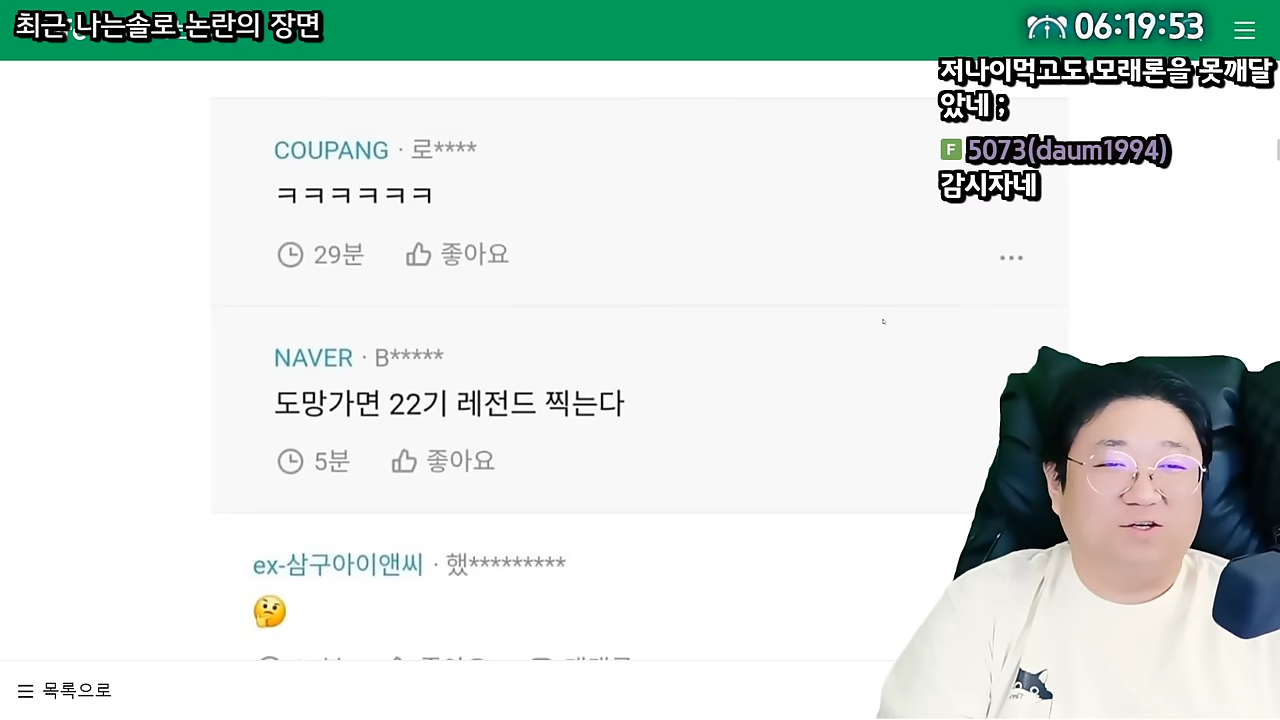 최근 나는솔로 논란의 장면
06:19:53
저나이먹고도 모래론을 못깨달
았네 ;
F 5073(daum1994)
감시자네
COUPANG · 로****
ㅋㅋㅋㅋㅋㅋ
29분 좋아요
NAVER · B*****
도망가면 22기 레전드 찍는다
5분 좋아요
ex-삼구아이앤씨 · 했*********
목록으로